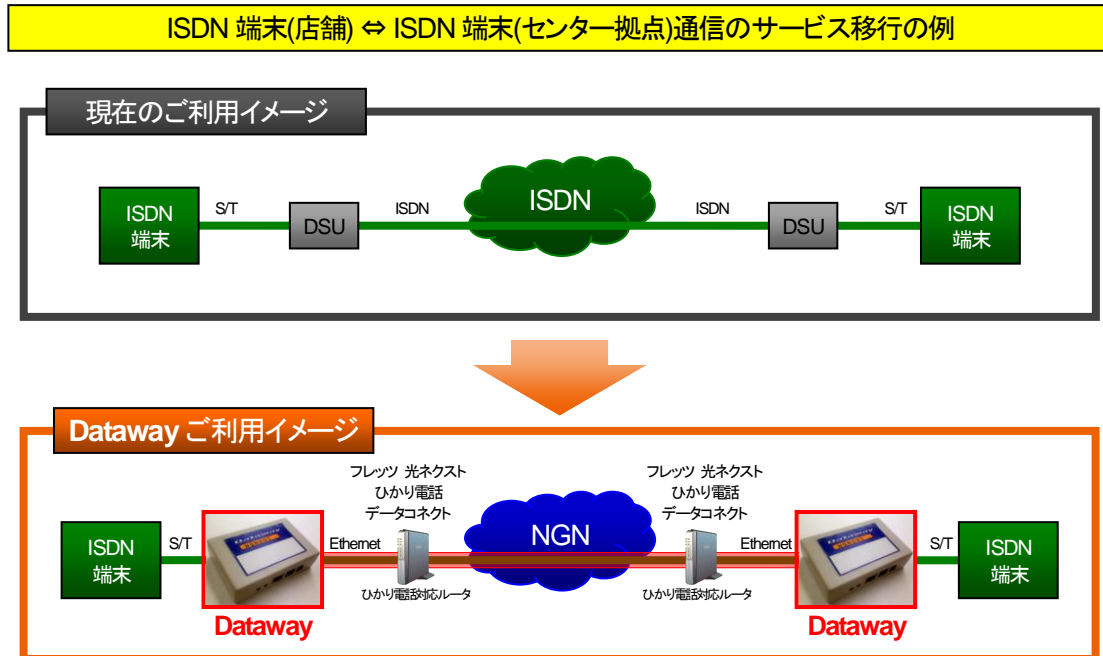 ISDN 端末(店舗) ⇔ ISDN 端末(センター拠点)通信のサービス移行の例
現在のご利用イメージ
ISDN
端末
S/T
DSU
ISDN
ISDN
ISDN
DSU
S/T
ISDN
端末
Dataway ご利用イメージ
フレッツ 光ネクスト
ひかり電話
データコネクト
フレッツ 光ネクスト
ひかり電話
データコネクト
ISDN
端末
S/T
Dataway
Ethernet
NGN
Ethernet
Dataway
S/T
ISDN
端末
ひかり電話対応ルータ
ひかり電話対応ルータ
Dataway
Dataway